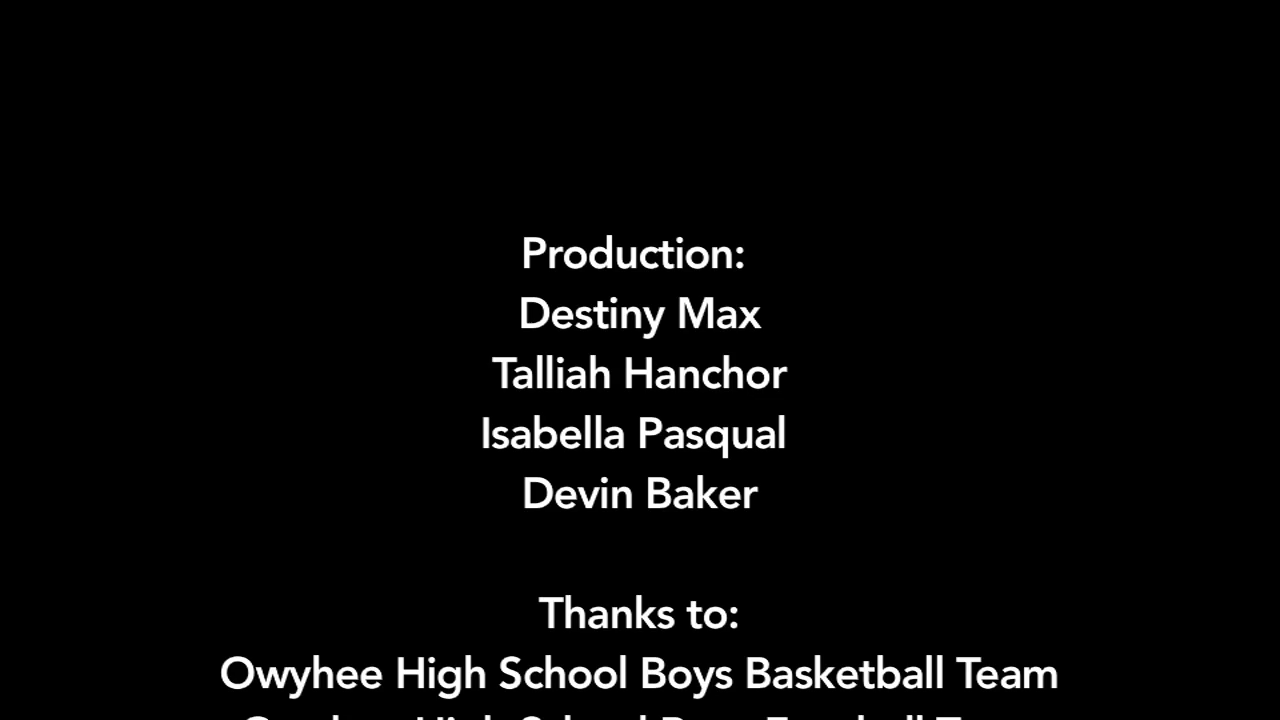 Production:
Destiny Max
Talliah Hanchor
Isabella Pasqual
Devin Baker
Thanks to:
Owyhee High School Boys Basketball Team